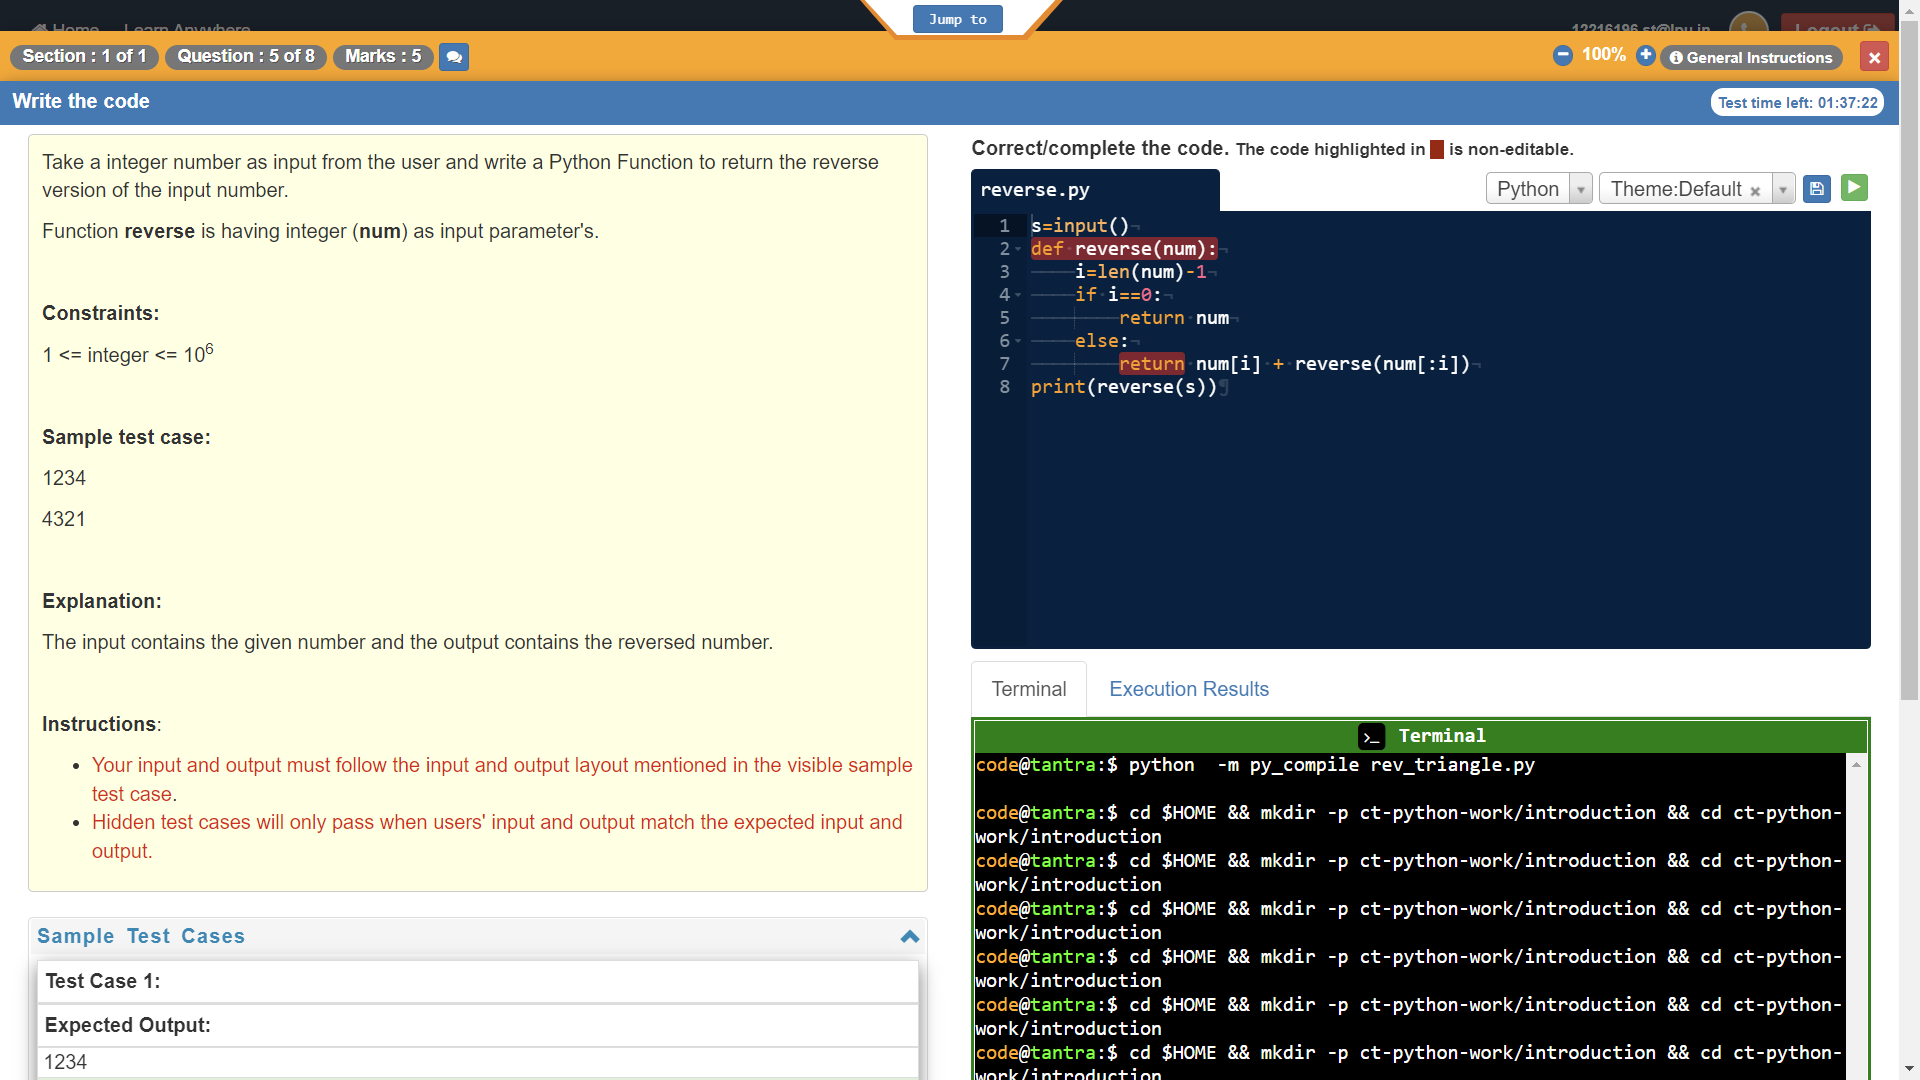 Home Learn Anywhere
Jump to
12216196.st@lpu.in Logout
Section : 1 of 1 Question : 5 of 8 Marks : 5
100% General Instructions
Write the code
Test time left: 01:37:22
Take a integer number as input from the user and write a Python Function to return the reverse
version of the input number.
Function reverse is having integer (num) as input parameter's.
Constraints:
1 <= integer <= 10⁶
Sample test case:
1234
4321
Explanation:
The input contains the given number and the output contains the reversed number.
Instructions:
• Your input and output must follow the input and output layout mentioned in the visible sample
test case.
• Hidden test cases will only pass when users' input and output match the expected input and
output.
Sample Test Cases
Test Case 1:
Expected Output:
1234
Correct/complete the code. The code highlighted in is non-editable.
reverse.py
Python Theme:Default ×
1 s=input()
2 def reverse(num):
3 i=len(num)-1
4 if i==0:
5 return num
6 else:
7 return num[i] + reverse(num[:i])
8 print(reverse(s))
Terminal Execution Results
>_ Terminal
code@tantra:$ python  -m py_compile rev_triangle.py
code@tantra:$ cd $HOME && mkdir -p ct-python-work/introduction && cd ct-python-
work/introduction
code@tantra:$ cd $HOME && mkdir -p ct-python-work/introduction && cd ct-python-
work/introduction
code@tantra:$ cd $HOME && mkdir -p ct-python-work/introduction && cd ct-python-
work/introduction
code@tantra:$ cd $HOME && mkdir -p ct-python-work/introduction && cd ct-python-
work/introduction
code@tantra:$ cd $HOME && mkdir -p ct-python-work/introduction && cd ct-python-
work/introduction
code@tantra:$ cd $HOME && mkdir -p ct-python-work/introduction && cd ct-python-
work/introduction